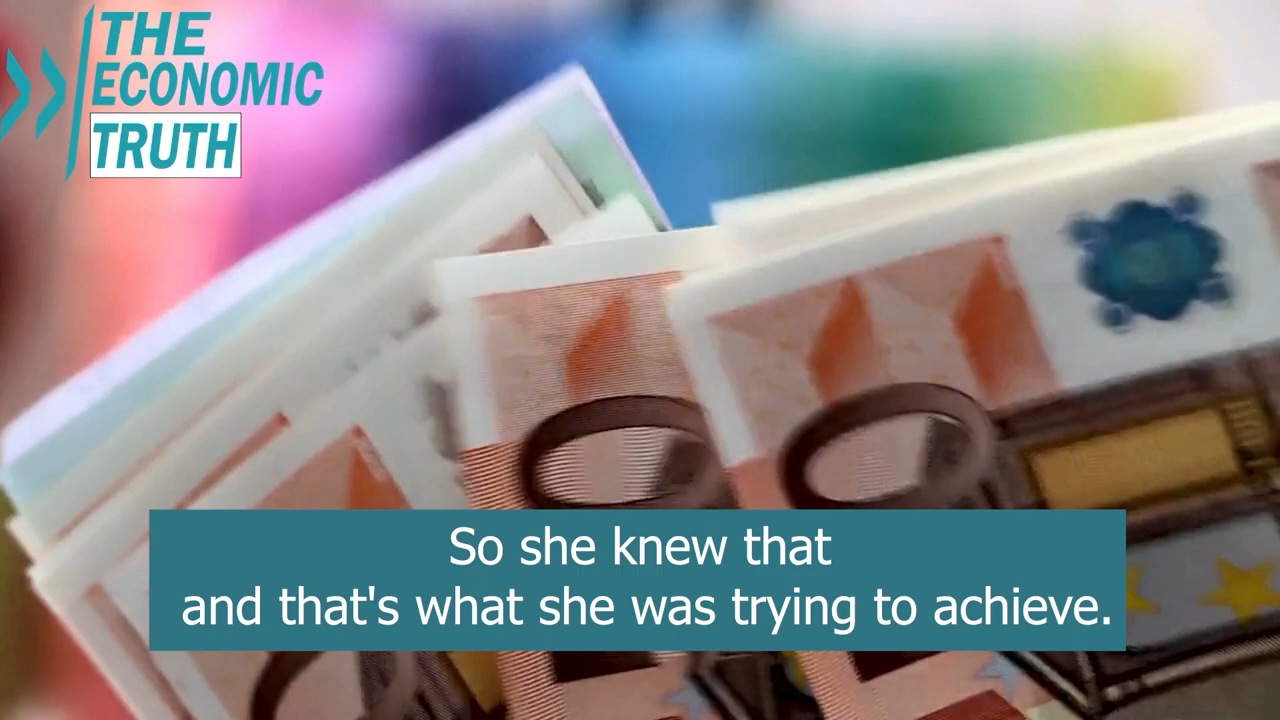 THE
ECONOMIC
TRUTH
So she knew that
and that's what she was trying to achieve.